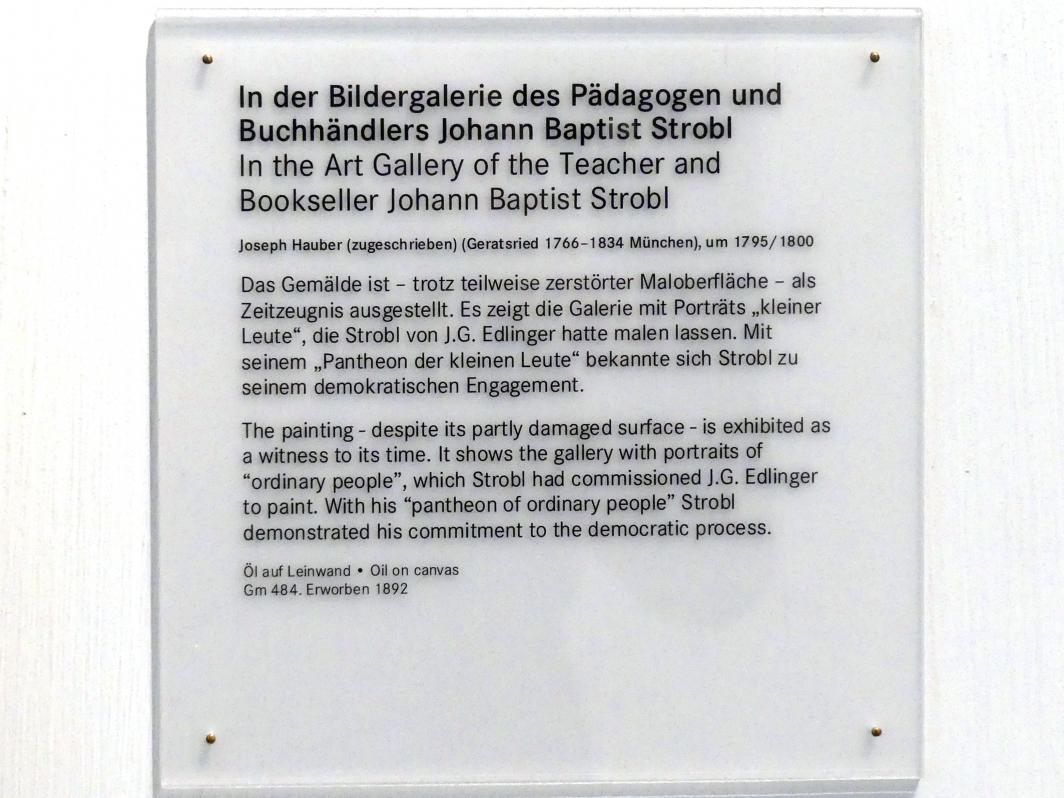 In der Bildergalerie des Pädagogen und
Buchhändlers Johann Baptist Strobl
In the Art Gallery of the Teacher and
Bookseller Johann Baptist Strobl
Joseph Hauber (zugeschrieben) (Geratsried 1766–1834 München), um 1795/1800
Das Gemälde ist – trotz teilweise zerstörter Maloberfläche – als
Zeitzeugnis ausgestellt. Es zeigt die Galerie mit Porträts „kleiner
Leute“, die Strobl von J.G. Edlinger hatte malen lassen. Mit
seinem „Pantheon der kleinen Leute“ bekannte sich Strobl zu
seinem demokratischen Engagement.
The painting - despite its partly damaged surface - is exhibited as
a witness to its time. It shows the gallery with portraits of
“ordinary people”, which Strobl had commissioned J.G. Edlinger
to paint. With his “pantheon of ordinary people” Strobl
demonstrated his commitment to the democratic process.
Öl auf Leinwand • Oil on canvas
Gm 484. Erworben 1892